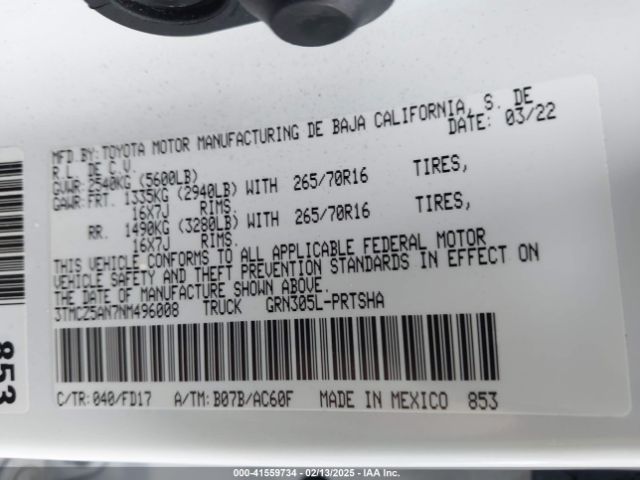 MFD BY: TOYOTA MOTOR MANUFACTURING DE BAJA CALIFORNIA, S. DE
R.L. DE C.V. DATE: 03/22
GVWR: 2540KG (5600LB)
GAWR: FRT. 1335KG (2940LB) WITH 265/70R16 TIRES,
16X7J RIMS.
RR. 1490KG (3280LB) WITH 265/70R16 TIRES,
16X7J RIMS.
THIS VEHICLE CONFORMS TO ALL APPLICABLE FEDERAL MOTOR
VEHICLE SAFETY AND THEFT PREVENTION STANDARDS IN EFFECT ON
THE DATE OF MANUFACTURE SHOWN ABOVE.
3TMCZ5AN7NM496008 TRUCK GRN305L-PRTSHA
C/TR: 040/FD17 A/TM: B07B/AC60F MADE IN MEXICO 853
853
000-41559734 - 02/13/2025 - IAA Inc.